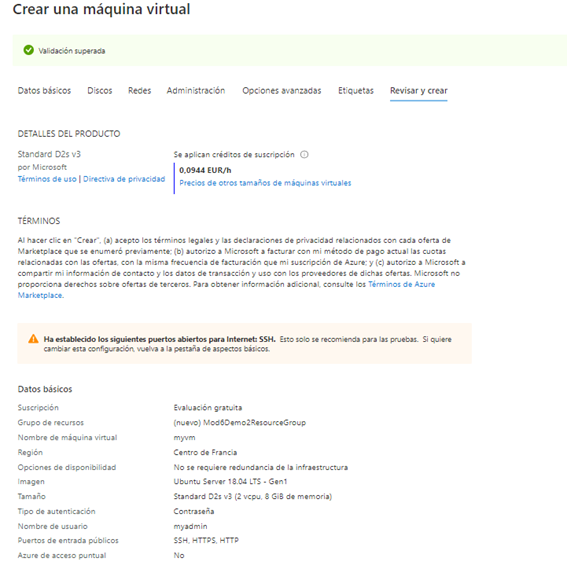 Crear una máquina virtual
Validación superada
Datos básicos Discos Redes Administración Opciones avanzadas Etiquetas Revisar y crear
DETALLES DEL PRODUCTO
Standard D2s v3 Se aplican créditos de suscripción
por Microsoft 0,0944 EUR/h
Términos de uso | Directiva de privacidad Precios de otros tamaños de máquinas virtuales
TÉRMINOS
Al hacer clic en "Crear", (a) acepto los términos legales y las declaraciones de privacidad relacionados con cada oferta de
Marketplace que se enumeró previamente; (b) autorizo a Microsoft a facturar con mi método de pago actual las cuotas
relacionadas con las ofertas, con la misma frecuencia de facturación que mi suscripción de Azure; y (c) autorizo a Microsoft a
compartir mi información de contacto y los datos de transacción y uso con los proveedores de dichas ofertas. Microsoft no
proporciona derechos sobre ofertas de terceros. Para obtener información adicional, consulte los Términos de Azure
Marketplace.
Ha establecido los siguientes puertos abiertos para Internet: SSH. Esto solo se recomienda para las pruebas. Si quiere
cambiar esta configuración, vuelva a la pestaña de aspectos básicos.
Datos básicos
Suscripción Evaluación gratuita
Grupo de recursos (nuevo) Mod6Demo2ResourceGroup
Nombre de máquina virtual myvm
Región Centro de Francia
Opciones de disponibilidad No se requiere redundancia de la infraestructura
Imagen Ubuntu Server 18.04 LTS - Gen1
Tamaño Standard D2s v3 (2 vcpu, 8 GiB de memoria)
Tipo de autenticación Contraseña
Nombre de usuario myadmin
Puertos de entrada públicos SSH, HTTPS, HTTP
Azure de acceso puntual No